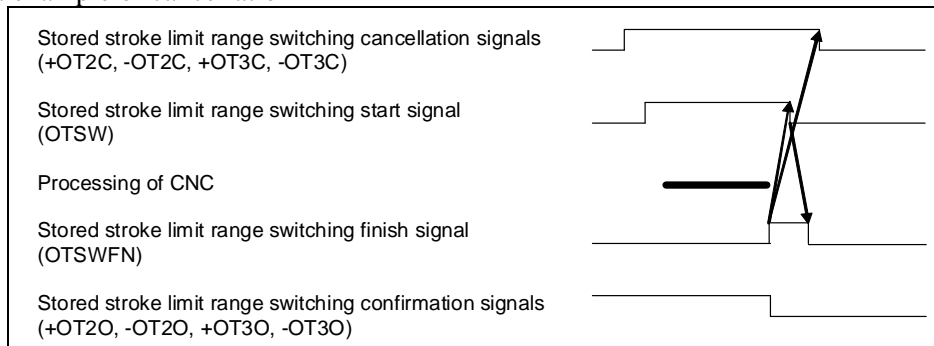 Stored stroke limit range switching cancellation signals
(+OT2C, -OT2C, +OT3C, -OT3C)
Stored stroke limit range switching start signal
(OTSW)
Processing of CNC
Stored stroke limit range switching finish signal
(OTSWFN)
Stored stroke limit range switching confirmation signals
(+OT2O, -OT2O, +OT3O, -OT3O)